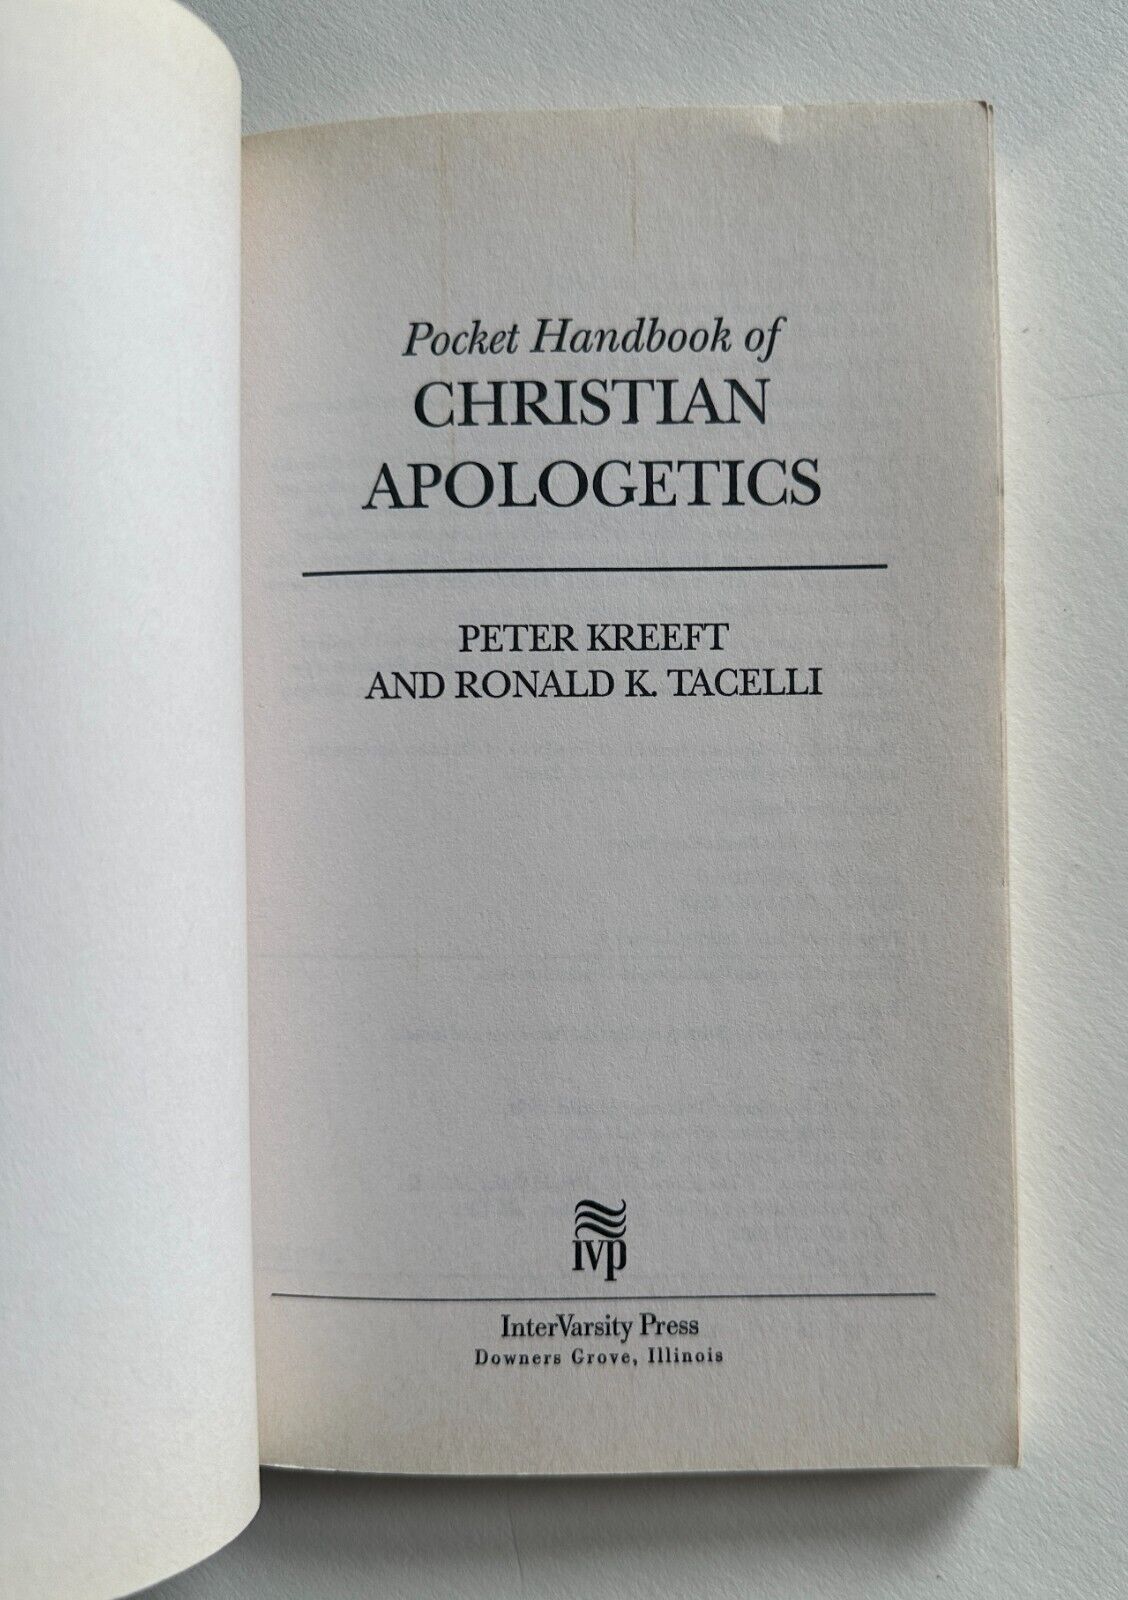 Pocket Handbook of
CHRISTIAN
APOLOGETICS
PETER KREEFT
AND RONALD K. TACELLI
ivp
InterVarsity Press
Downers Grove, Illinois